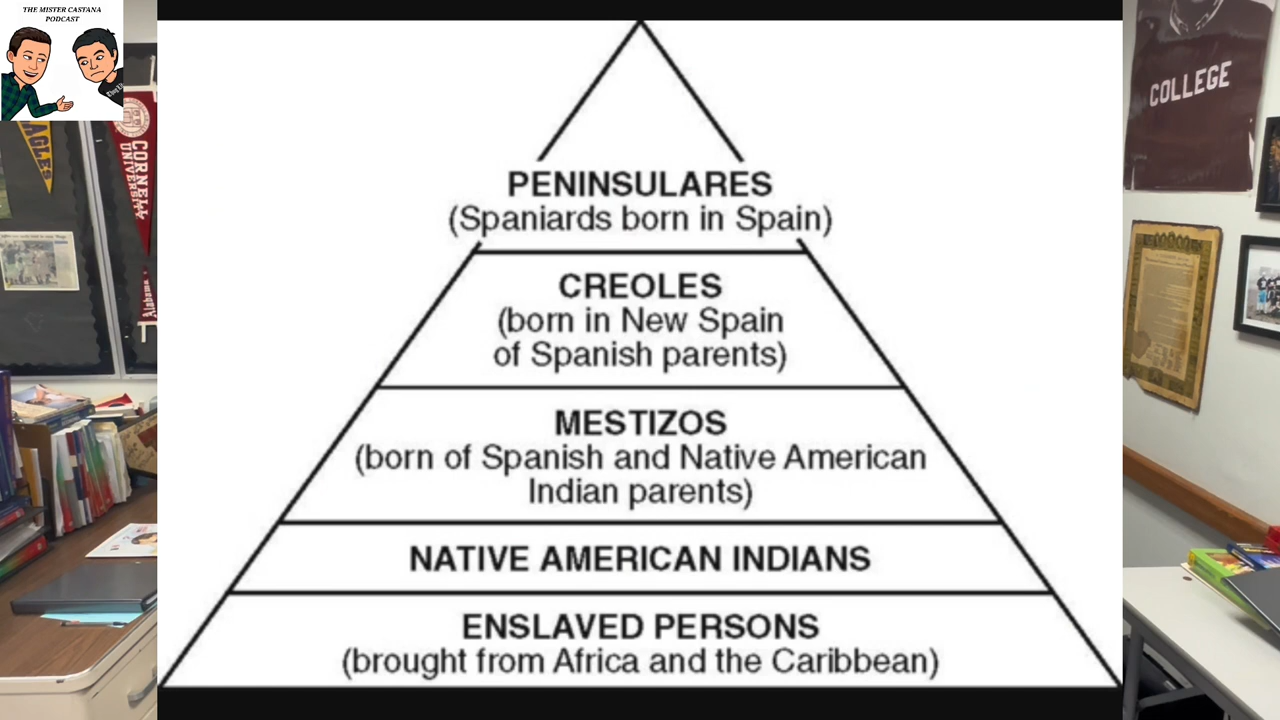 THE MISTER CASTANA
PODCAST
PENINSULARES
(Spaniards born in Spain)
CREOLES
(born in New Spain
of Spanish parents)
MESTIZOS
(born of Spanish and Native American
Indian parents)
NATIVE AMERICAN INDIANS
ENSLAVED PERSONS
(brought from Africa and the Caribbean)
EAGLES
CORNELL
UNIVERSITY
Alabama
COLLEGE